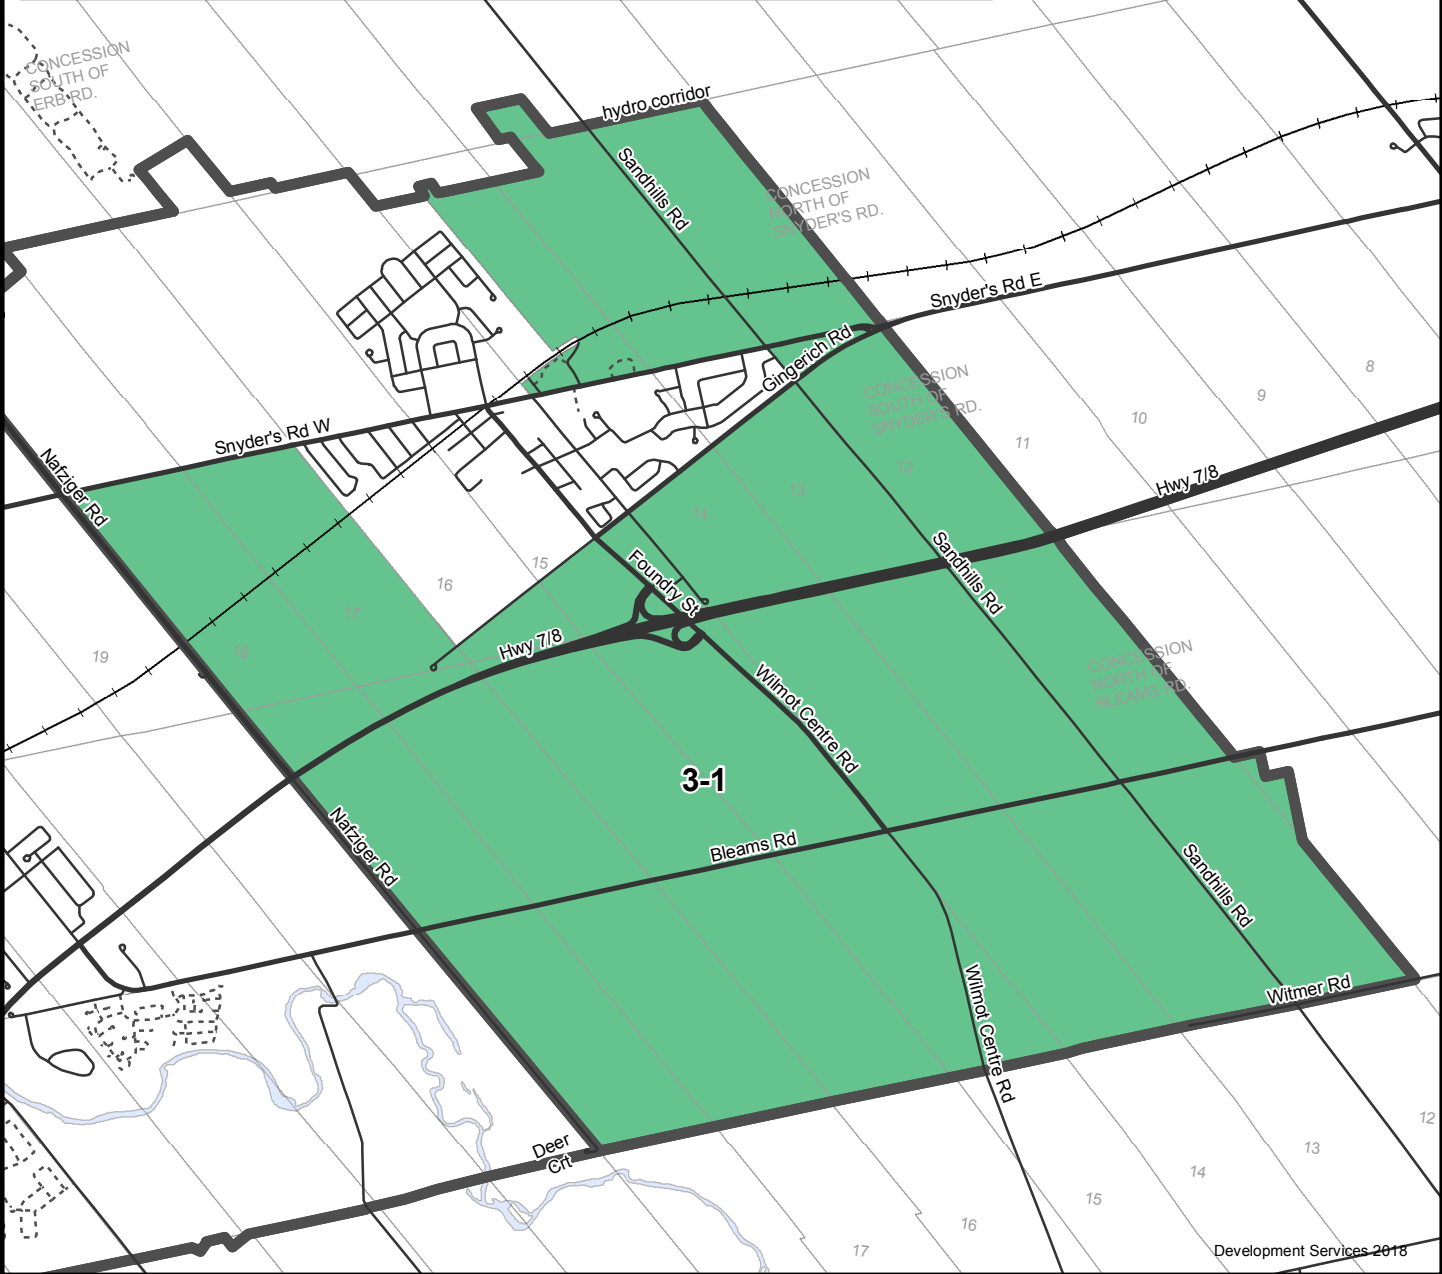 CONCESSION
SOUTH OF
ERB RD.
hydro corridor
Sandhills Rd
CONCESSION
NORTH OF
SNYDER'S RD.
Snyder's Rd E
Gingerich Rd
CONCESSION
SOUTH OF
SNYDER'S RD.
8
9
10
11
12
13
14
Snyder's Rd W
Nafziger Rd
Hwy 7/8
Sandhills Rd
15
16
17
18
19
Foundry St
Hwy 7/8
CONCESSION
NORTH OF
BLEAMS RD.
Wilmot Centre Rd
3-1
Nafziger Rd
Bleams Rd
Sandhills Rd
Wilmot Centre Rd
Witmer Rd
Deer
Crt
12
13
14
15
16
17
Development Services 2018